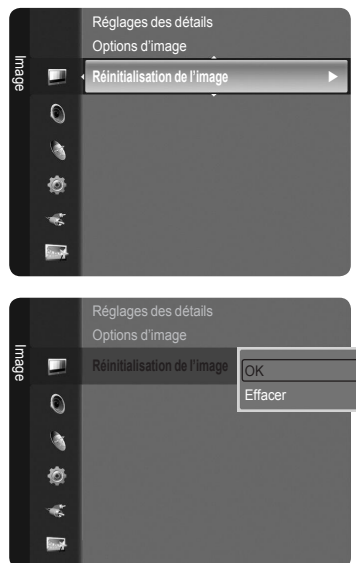 Image
Réglages des détails
Options d'image
Réinitialisation de l'image
Image
Réglages des détails
Options d'image
Réinitialisation de l'image
OK
Effacer